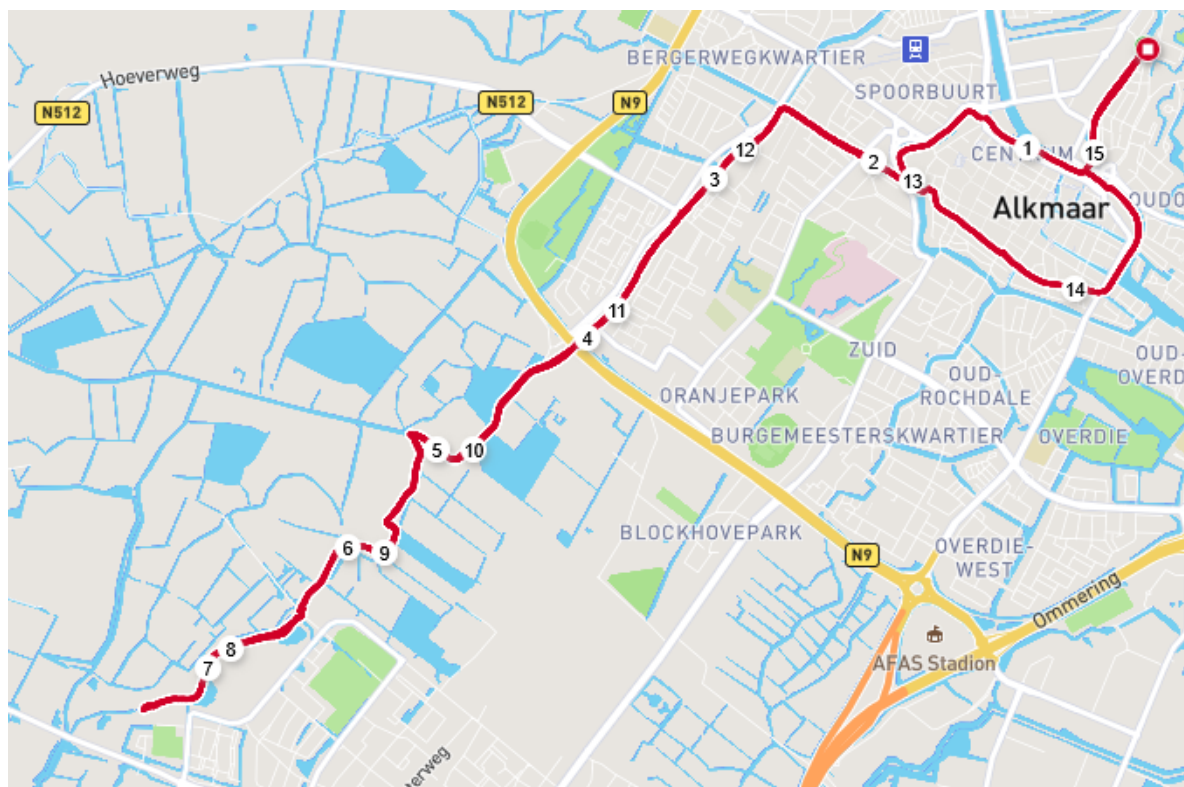 BERGERWEGKWARTIER
Hoeverweg
SPOORBUURT
N512
N9
N512
12
2
1
CENTRUM
15
3
13
OUDO
Alkmaar
14
11
4
ZUID
OUD-
OVERD
OUD-
ROCHDALE
ORANJEPARK
BURGEMEESTERSKWARTIER
OVERDIE
5
10
BLOCKHOVEPARK
6
9
N9
OVERDIE-
WEST
Ommering
8
7
AFAS Stadion
erweg